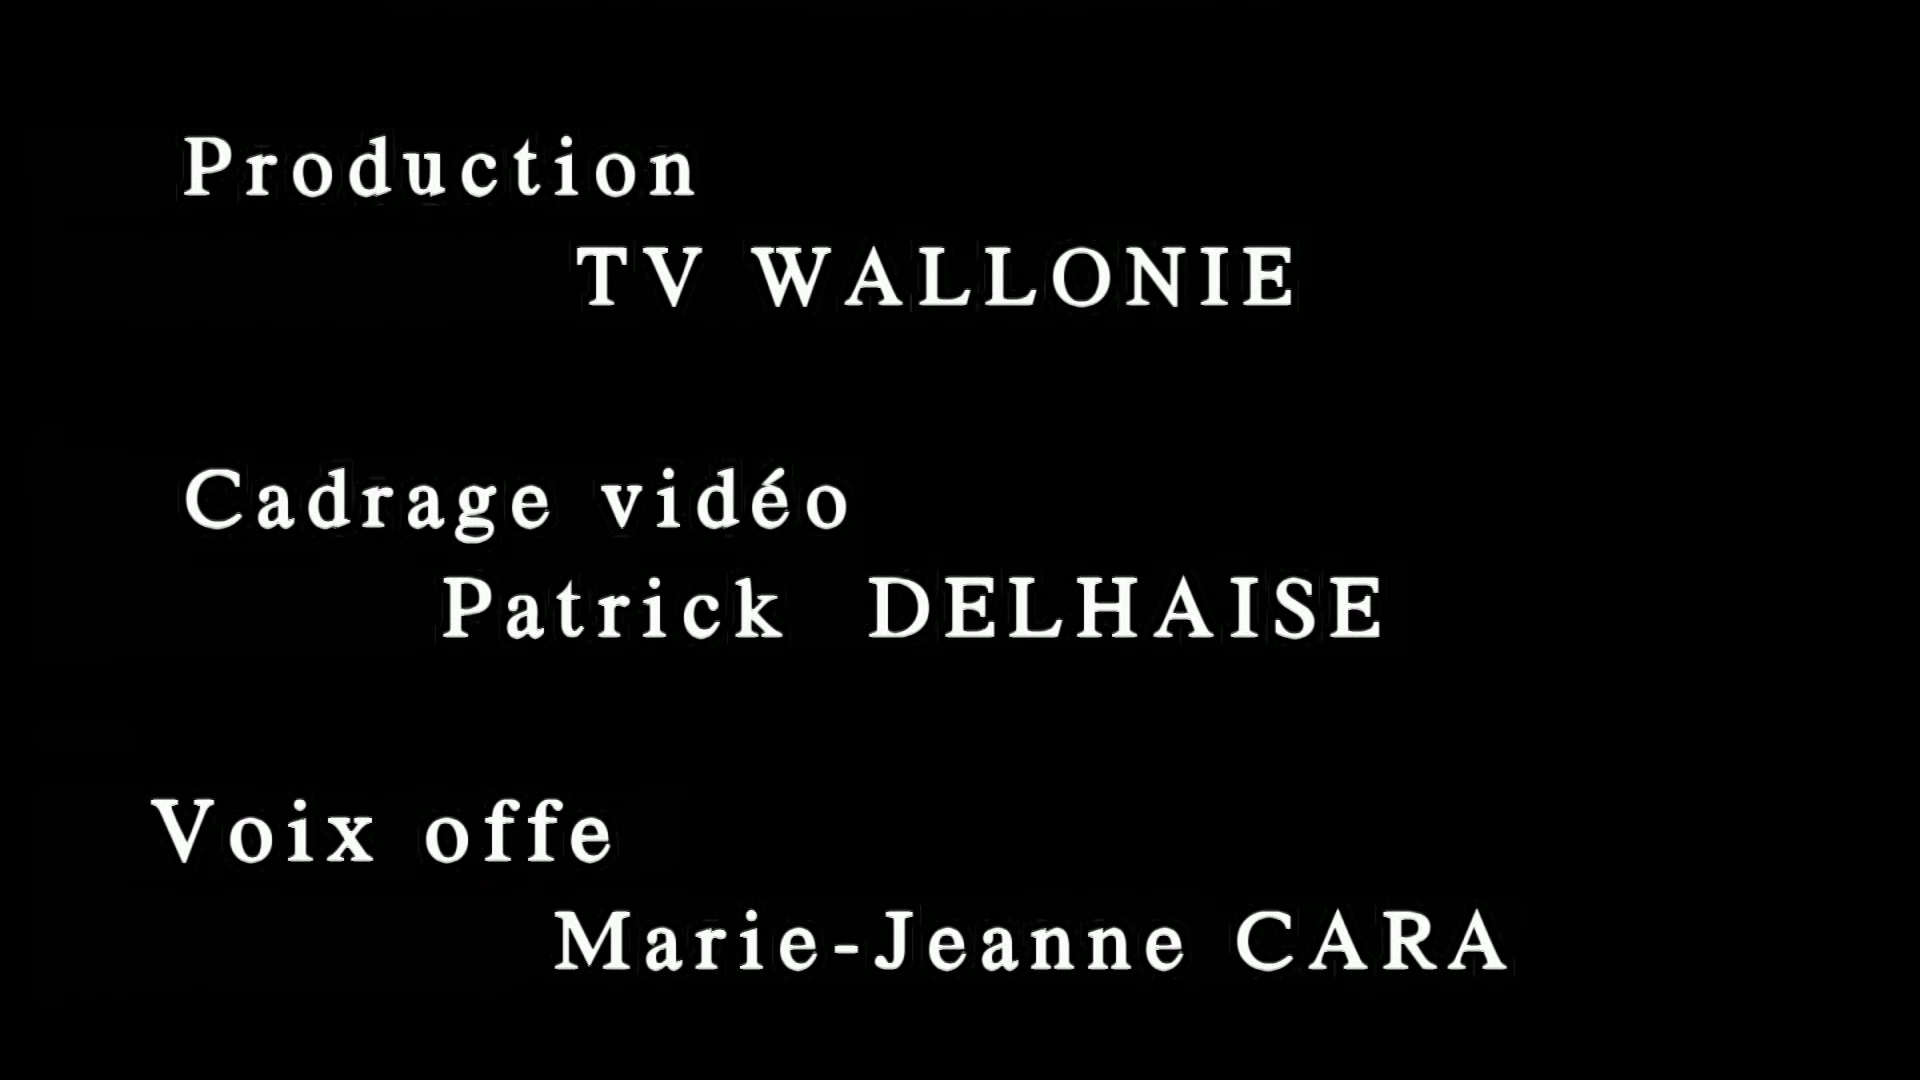 Production
TV WALLONIE
Cadrage vidéo
Patrick DELHAISE
Voix offe
Marie-Jeanne CARA